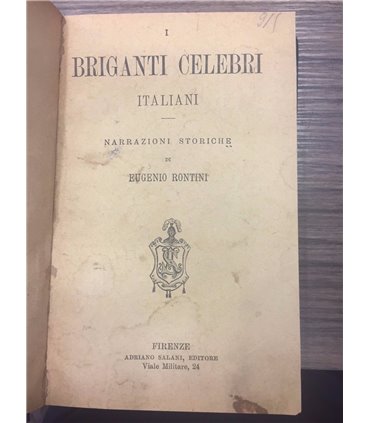 I
BRIGANTI CELEBRI
ITALIANI
NARRAZIONI STORICHE
DI
EUGENIO RONTINI
FIRENZE
ADRIANO SALANI, EDITORE
Viale Militare, 24